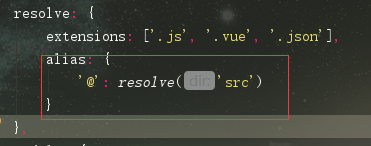 resolve: {
extensions: ['.js', '.vue', '.json'],
alias: {
'@': resolve( dir: 'src')
}
},